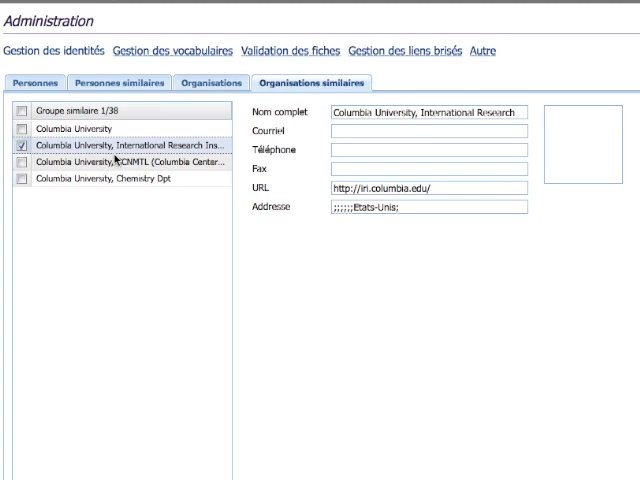 Administration
Gestion des identités Gestion des vocabulaires Validation des fiches Gestion des liens brisés Autre
Personnes Personnes similaires Organisations Organisations similaires
Groupe similaire 1/38
Columbia University
Columbia University, International Research Ins...
Columbia University, CCNMTL (Columbia Center...
Columbia University, Chemistry Dpt
Nom complet Columbia University, International Research
Courriel
Téléphone
Fax
URL http://iri.columbia.edu/
Addresse ;;;;;;Etats-Unis;